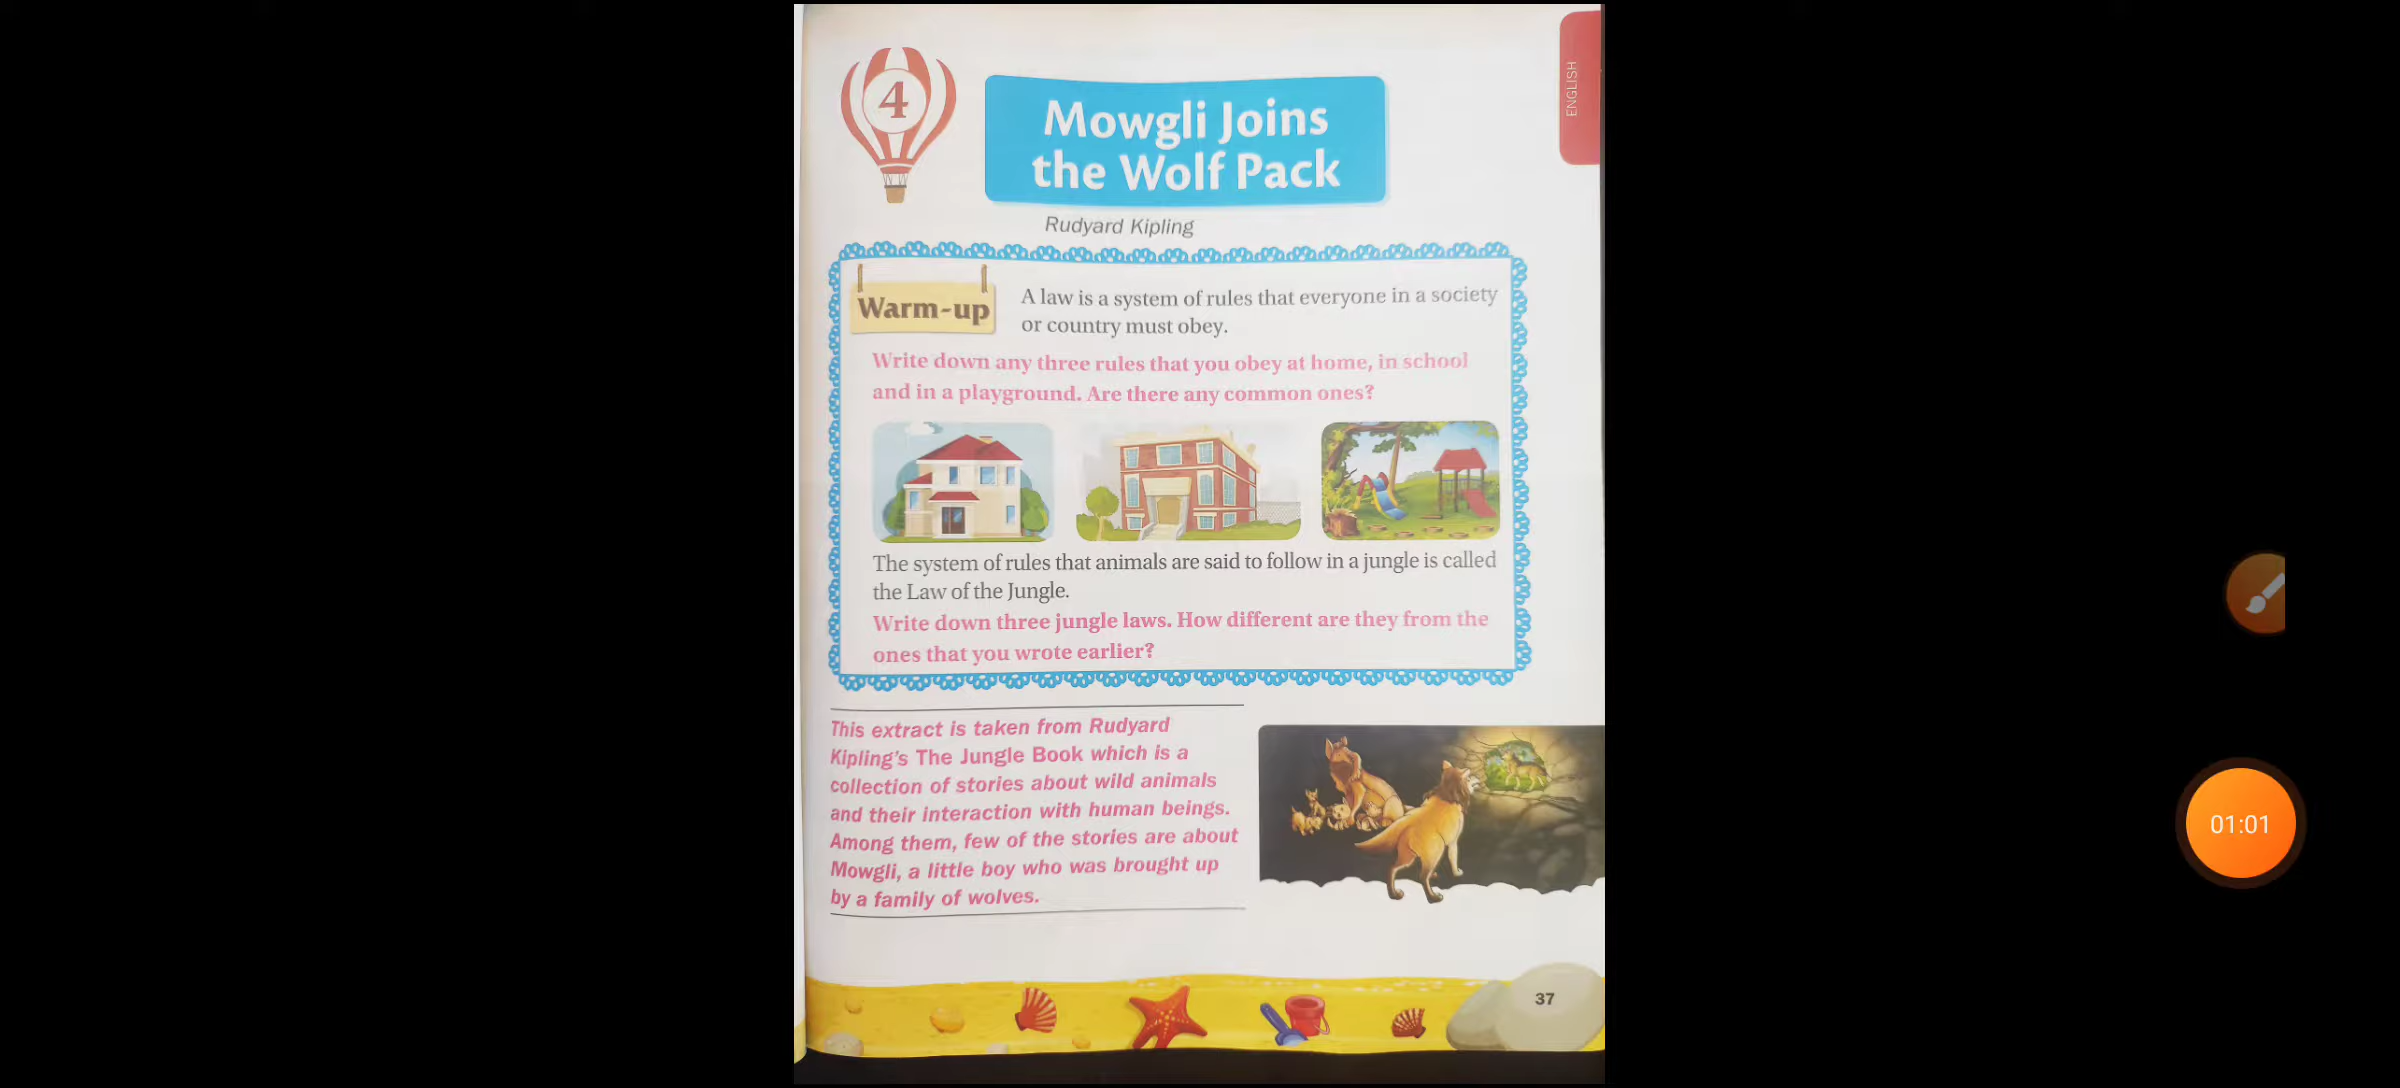 ENGLISH
4
Mowgli Joins
the Wolf Pack
Rudyard Kipling
Warm-up
A law is a system of rules that everyone in a society
or country must obey.
Write down any three rules that you obey at home, in school
and in a playground. Are there any common ones?
The system of rules that animals are said to follow in a jungle is called
the Law of the Jungle.
Write down three jungle laws. How different are they from the
ones that you wrote earlier?
This extract is taken from Rudyard
Kipling's The Jungle Book which is a
collection of stories about wild animals
and their interaction with human beings.
Among them, few of the stories are about
Mowgli, a little boy who was brought up
by a family of wolves.
37
01:01